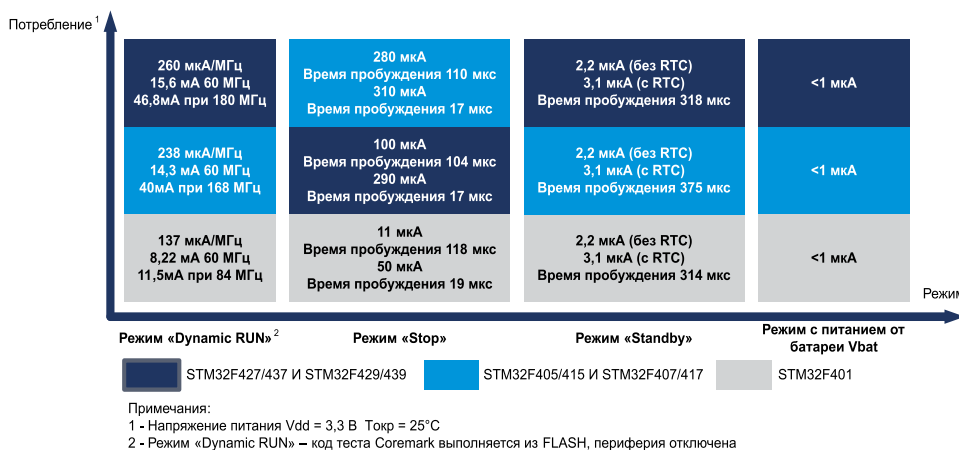 Потребление 1
260 мкА/МГц
15,6 мА 60 МГц
46,8мА при 180 МГц
280 мкА
Время пробуждения 110 мкс
310 мкА
Время пробуждения 17 мкс
2,2 мкА (без RTC)
3,1 мкА (с RTC)
Время пробуждения 318 мкс
<1 мкА
238 мкА/МГц
14,3 мА 60 МГц
40мА при 168 МГц
100 мкА
Время пробуждения 104 мкс
290 мкА
Время пробуждения 17 мкс
2,2 мкА (без RTC)
3,1 мкА (с RTC)
Время пробуждения 375 мкс
<1 мкА
137 мкА/МГц
8,22 мА 60 МГц
11,5мА при 84 МГц
11 мкА
Время пробуждения 118 мкс
50 мкА
Время пробуждения 19 мкс
2,2 мкА (без RTC)
3,1 мкА (с RTC)
Время пробуждения 314 мкс
<1 мкА
Режим
Режим «Dynamic RUN» 2
Режим «Stop»
Режим «Standby»
Режим с питанием от
батареи Vbat
STM32F427/437 И STM32F429/439
STM32F405/415 И STM32F407/417
STM32F401
Примечания:
1 - Напряжение питания Vdd = 3,3 В Токр = 25°С
2 - Режим «Dynamic RUN» – код теста Coremark выполняется из FLASH, периферия отключена